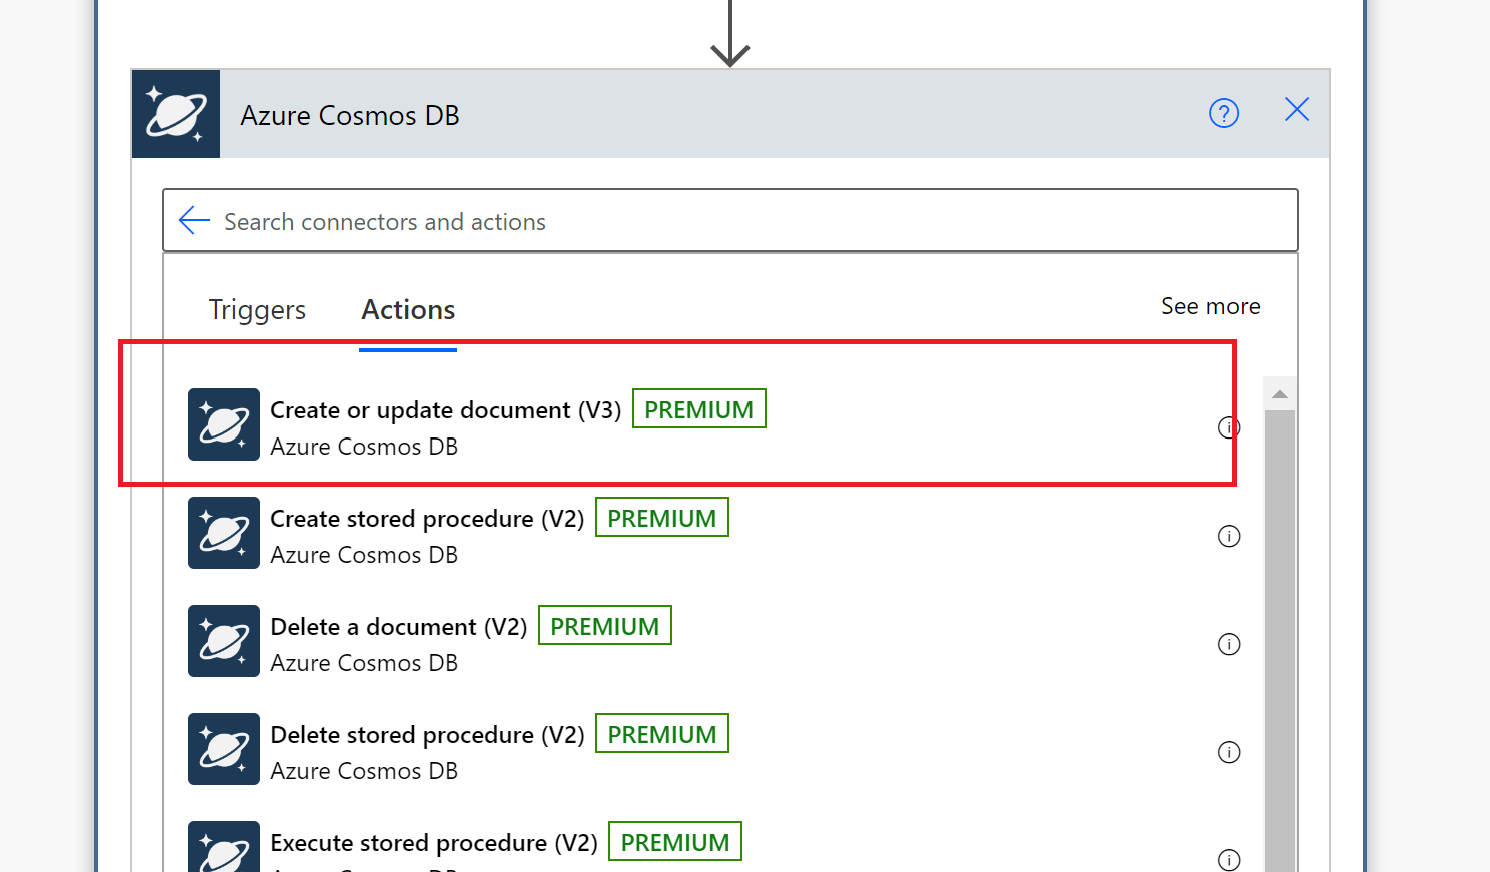 Azure Cosmos DB
Search connectors and actions
Triggers Actions See more
Create or update document (V3) PREMIUM
Azure Cosmos DB
Create stored procedure (V2) PREMIUM
Azure Cosmos DB
Delete a document (V2) PREMIUM
Azure Cosmos DB
Delete stored procedure (V2) PREMIUM
Azure Cosmos DB
Execute stored procedure (V2) PREMIUM